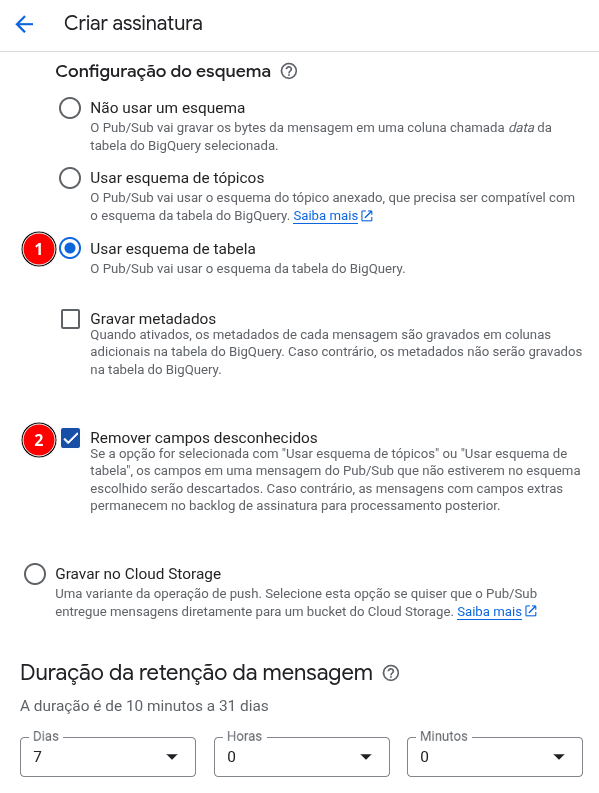 Criar assinatura
Configuração do esquema
Não usar um esquema
O Pub/Sub vai gravar os bytes da mensagem em uma coluna chamada data da
tabela do BigQuery selecionada.
Usar esquema de tópicos
O Pub/Sub vai usar o esquema do tópico anexado, que precisa ser compatível com
o esquema da tabela do BigQuery. Saiba mais
1
Usar esquema de tabela
O Pub/Sub vai usar o esquema da tabela do BigQuery.
Gravar metadados
Quando ativados, os metadados de cada mensagem são gravados em colunas
adicionais na tabela do BigQuery. Caso contrário, os metadados não serão gravados
na tabela do BigQuery.
2
Remover campos desconhecidos
Se a opção for selecionada com "Usar esquema de tópicos" ou "Usar esquema de
tabela", os campos em uma mensagem do Pub/Sub que não estiverem no esquema
escolhido serão descartados. Caso contrário, as mensagens com campos extras
permanecem no backlog de assinatura para processamento posterior.
Gravar no Cloud Storage
Uma variante da operação de push. Selecione esta opção se quiser que o Pub/Sub
entregue mensagens diretamente para um bucket do Cloud Storage. Saiba mais
Duração da retenção da mensagem
A duração é de 10 minutos a 31 dias
Dias Horas Minutos
7 0 0